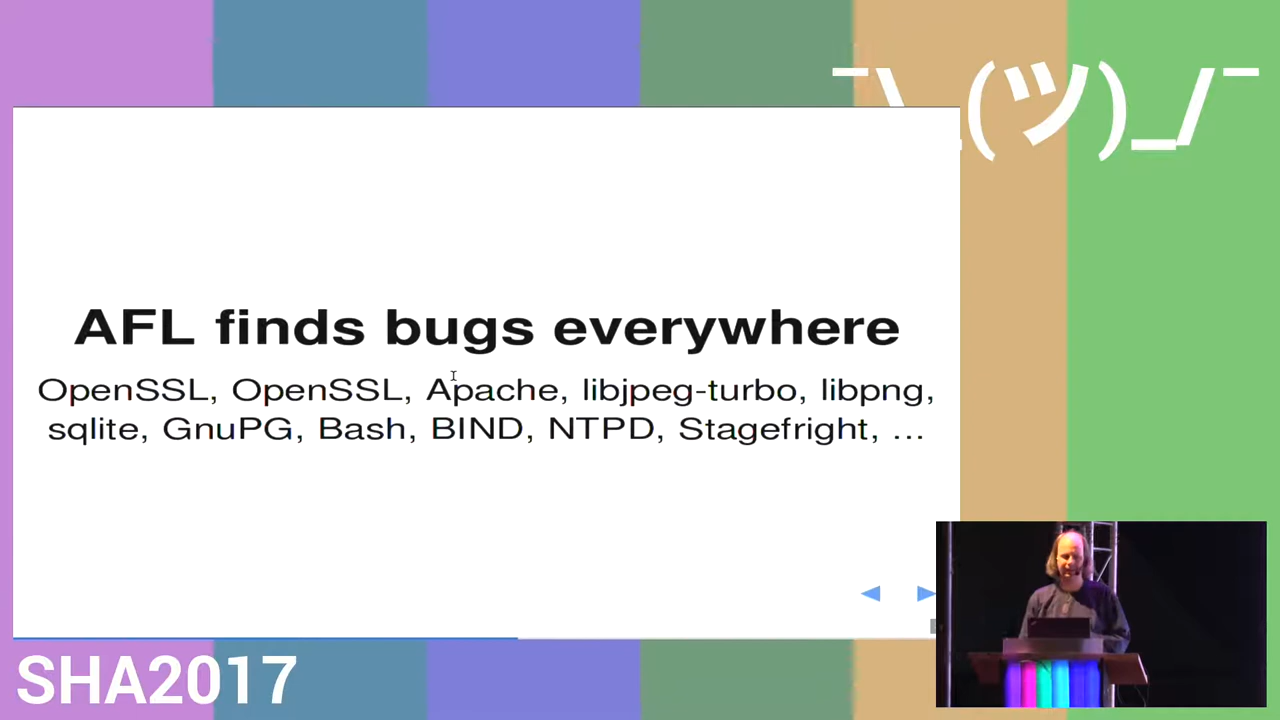 ¯\_(ツ)_/¯
AFL finds bugs everywhere
OpenSSL, OpenSSL, Apache, libjpeg-turbo, libpng,
sqlite, GnuPG, Bash, BIND, NTPD, Stagefright, ...
SHA2017